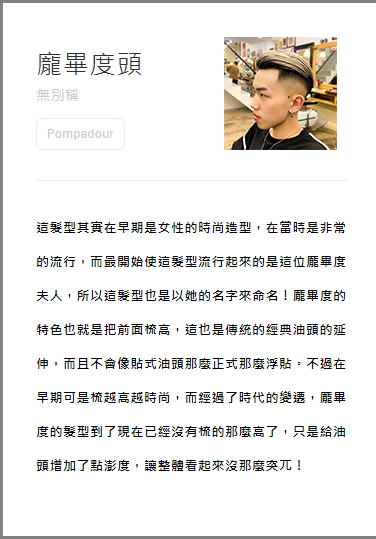 龐畢度頭
無別稱
Pompadour
這髮型其實在早期是女性的時尚造型，在當時是非常
的流行，而最開始使這髮型流行起來的是這位龐畢度
夫人，所以這髮型也是以她的名字來命名！龐畢度的
特色也就是把前面梳高，這也是傳統的經典油頭的延
伸，而且不會像貼式油頭那麼正式那麼浮貼。不過在
早期可是梳越高越時尚，而經過了時代的變遷，龐畢
度的髮型到了現在已經沒有梳的那麼高了，只是給油
頭增加了點澎度，讓整體看起來沒那麼突兀！